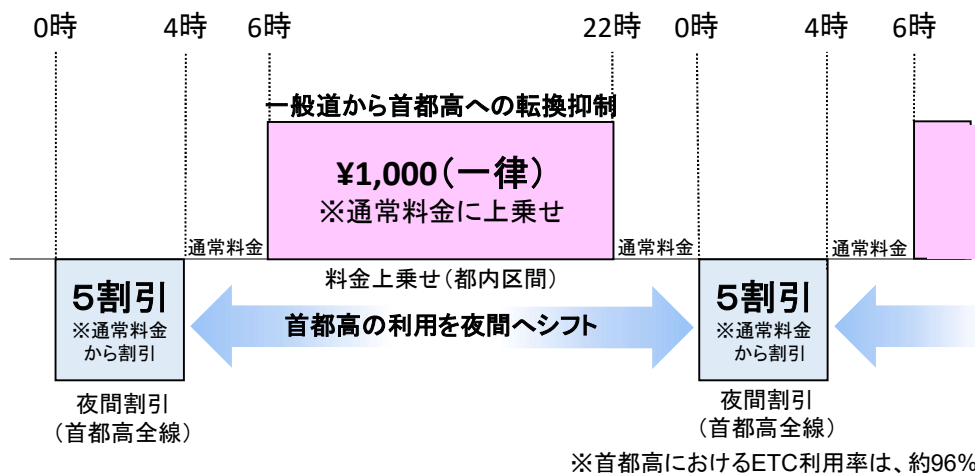 0時 4時 6時 22時 0時 4時 6時
一般道から首都高への転換抑制
¥1,000（一律）
※通常料金に上乗せ
通常料金 通常料金 通常料金
料金上乗せ（都内区間）
5割引
※通常料金
から割引
首都高の利用を夜間へシフト
5割引
※通常料金
から割引
夜間割引
（首都高全線）
夜間割引
（首都高全線）
※首都高におけるETC利用率は、約96%